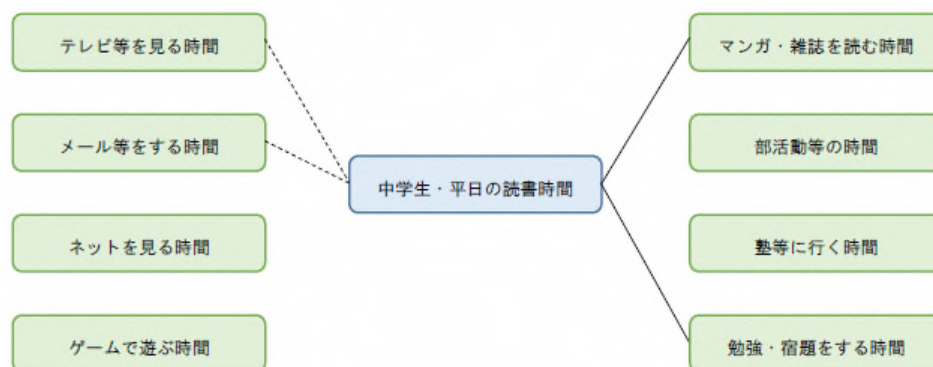 テレビ等を見る時間
メール等をする時間
ネットを見る時間
ゲームで遊ぶ時間
中学生・平日の読書時間
マンガ・雑誌を読む時間
部活動等の時間
塾等に行く時間
勉強・宿題をする時間